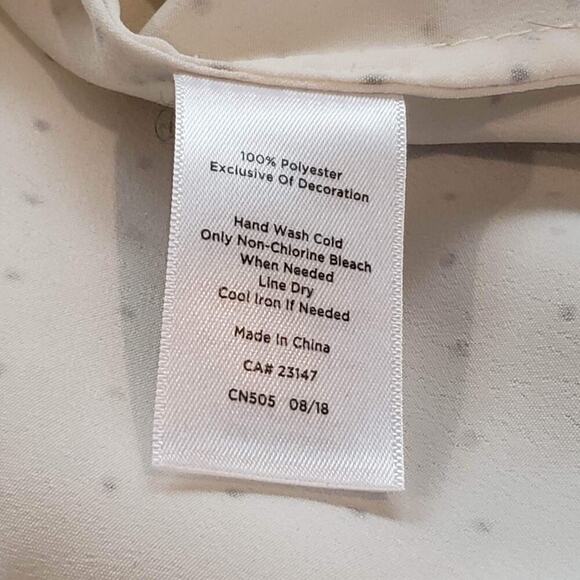 100% Polyester
Exclusive Of Decoration
Hand Wash Cold
Only Non-Chlorine Bleach
When Needed
Line Dry
Cool Iron If Needed
Made In China
CA# 23147
CN505 08/18